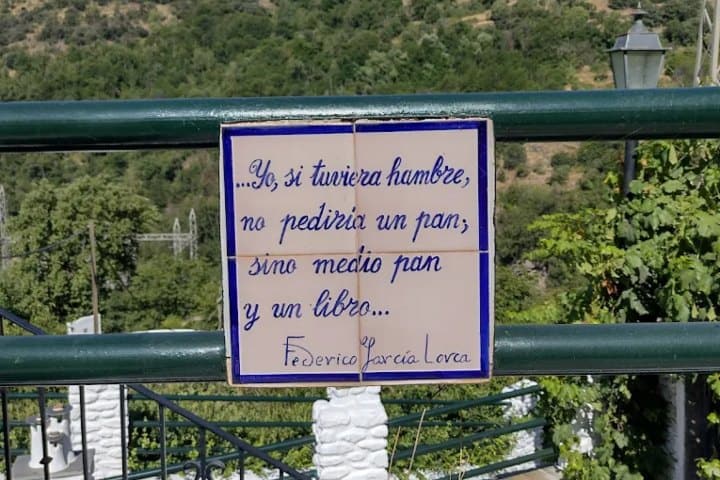 ...Yo, si tuviera hambre,
no pediría un pan;
sino medio pan
y un libro...
Federico García Lorca